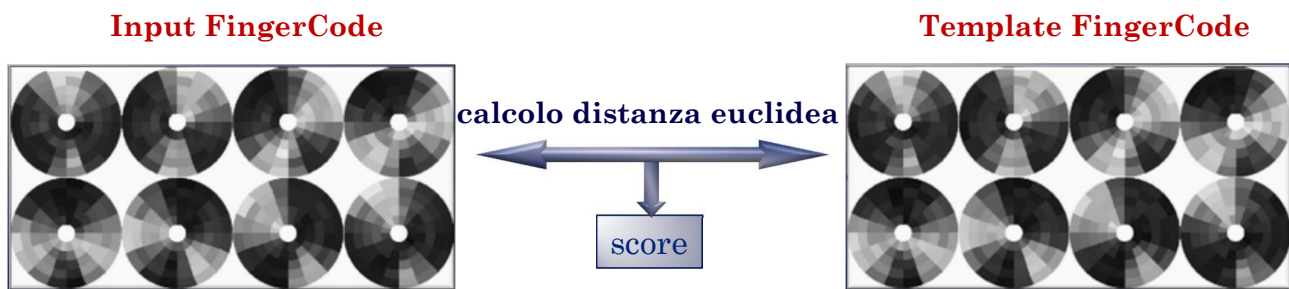 Input FingerCode
Template FingerCode
calcolo distanza euclidea
score